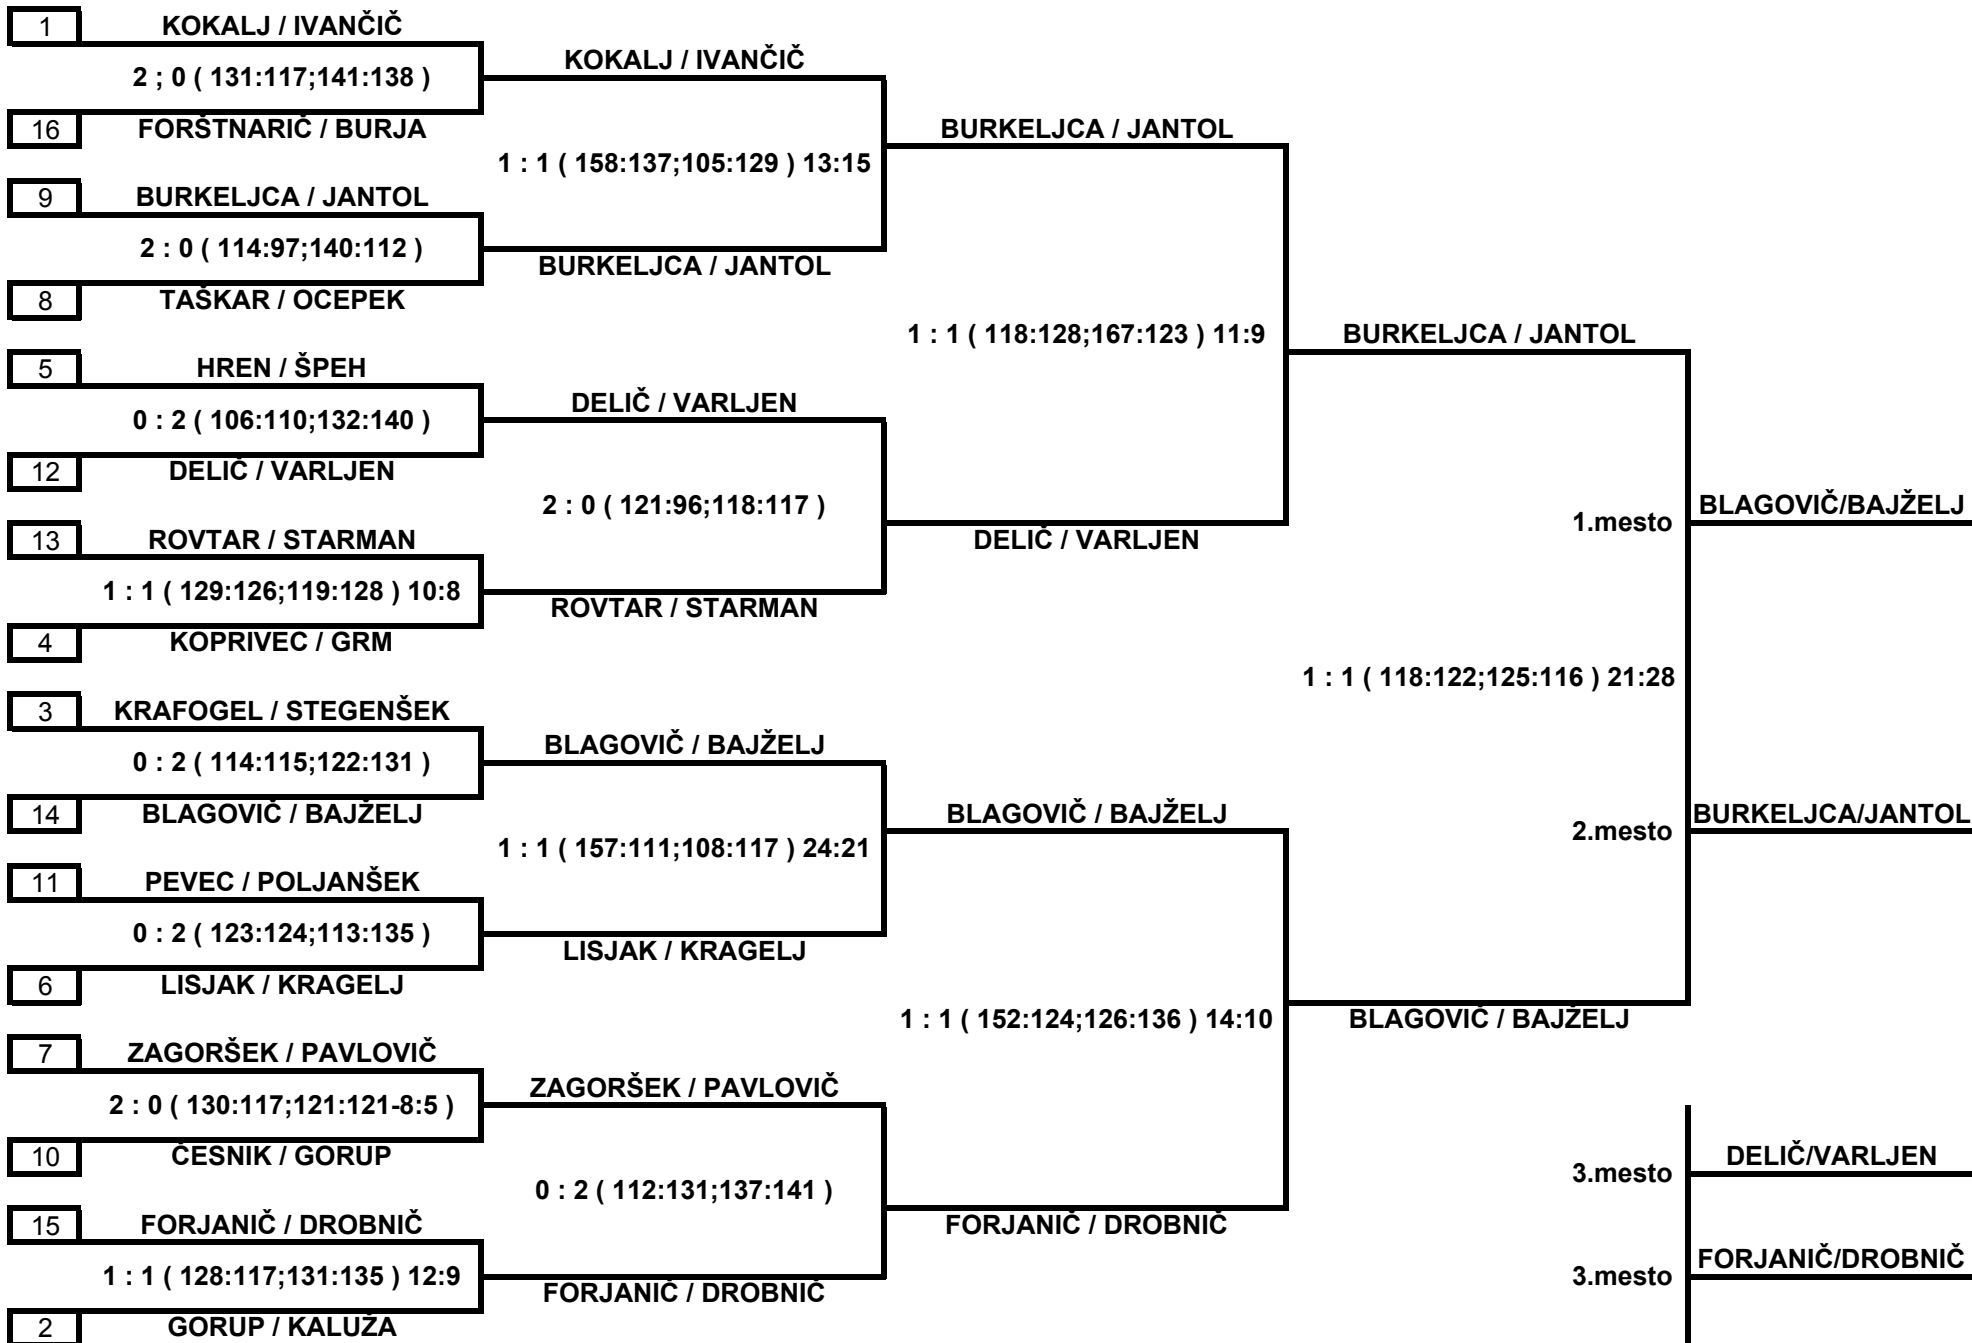 1 KOKALJ / IVANČIČ
2 ; 0 ( 131:117;141:138 )
16 FORŠTNARIČ / BURJA
9 BURKELJCA / JANTOL
2 : 0 ( 114:97;140:112 )
8 TAŠKAR / OCEPEK
5 HREN / ŠPEH
0 : 2 ( 106:110;132:140 )
12 DELIČ / VARLJEN
13 ROVTAR / STARMAN
1 : 1 ( 129:126;119:128 ) 10:8
4 KOPRIVEC / GRM
3 KRAFOGEL / STEGENŠEK
0 : 2 ( 114:115;122:131 )
14 BLAGOVIČ / BAJŽELJ
11 PEVEC / POLJANŠEK
0 : 2 ( 123:124;113:135 )
6 LISJAK / KRAGELJ
7 ZAGORŠEK / PAVLOVIČ
2 : 0 ( 130:117;121:121-8:5 )
10 ČESNIK / GORUP
15 FORJANIČ / DROBNIČ
1 : 1 ( 128:117;131:135 ) 12:9
2 GORUP / KALUŽA
KOKALJ / IVANČIČ
1 : 1 ( 158:137;105:129 ) 13:15
BURKELJCA / JANTOL
DELIČ / VARLJEN
2 : 0 ( 121:96;118:117 )
ROVTAR / STARMAN
BLAGOVIČ / BAJŽELJ
1 : 1 ( 157:111;108:117 ) 24:21
LISJAK / KRAGELJ
ZAGORŠEK / PAVLOVIČ
0 : 2 ( 112:131;137:141 )
FORJANIČ / DROBNIČ
BURKELJCA / JANTOL
1 : 1 ( 118:128;167:123 ) 11:9
DELIČ / VARLJEN
BLAGOVIČ / BAJŽELJ
1 : 1 ( 152:124;126:136 ) 14:10
FORJANIČ / DROBNIČ
BURKELJCA / JANTOL
1 : 1 ( 118:122;125:116 ) 21:28
BLAGOVIČ / BAJŽELJ
1.mesto BLAGOVIČ/BAJŽELJ
2.mesto BURKELJCA/JANTOL
3.mesto DELIČ/VARLJEN
3.mesto FORJANIČ/DROBNIČ